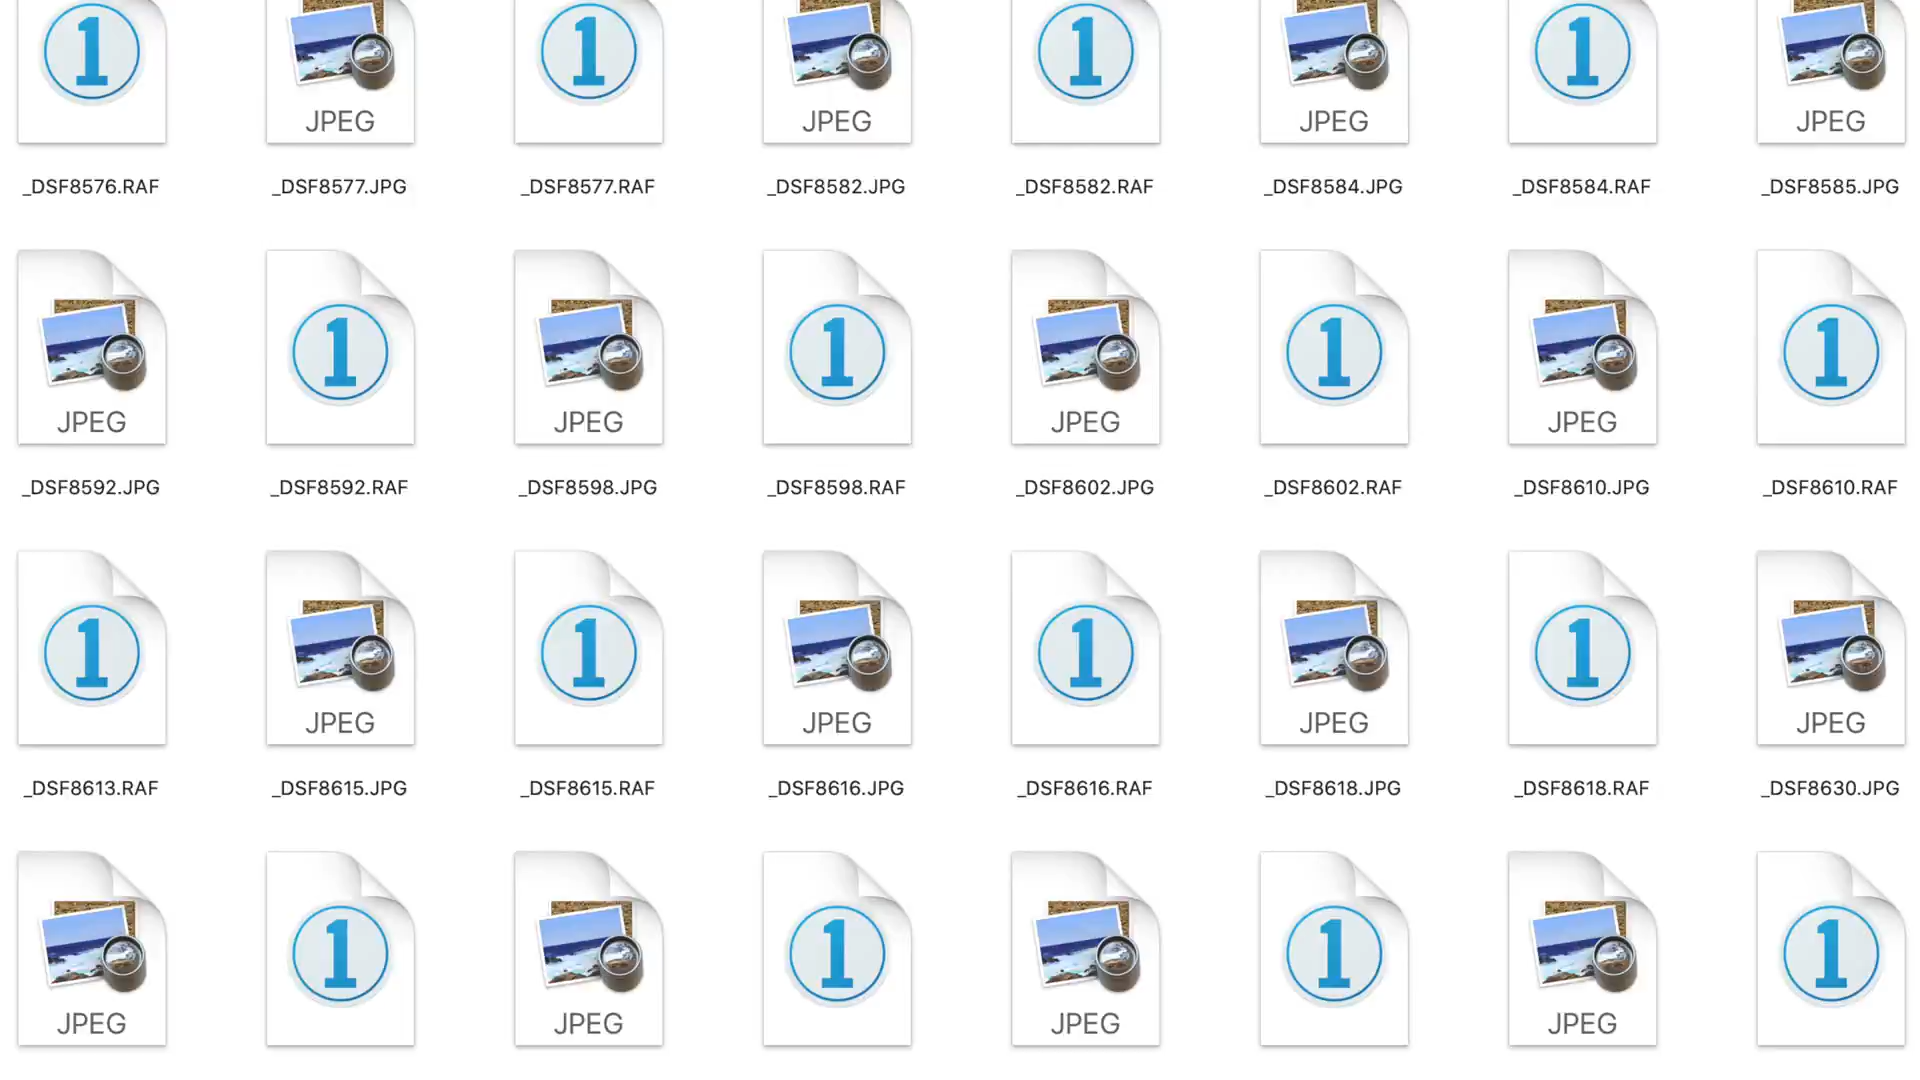 1 1 1 1
JPEG JPEG JPEG JPEG
_DSF8576.RAF _DSF8577.JPG _DSF8577.RAF _DSF8582.JPG _DSF8582.RAF _DSF8584.JPG _DSF8584.RAF _DSF8585.JPG
1 1 1 1
JPEG JPEG JPEG JPEG
_DSF8592.JPG _DSF8592.RAF _DSF8598.JPG _DSF8598.RAF _DSF8602.JPG _DSF8602.RAF _DSF8610.JPG _DSF8610.RAF
1 1 1 1
JPEG JPEG JPEG JPEG
_DSF8613.RAF _DSF8615.JPG _DSF8615.RAF _DSF8616.JPG _DSF8616.RAF _DSF8618.JPG _DSF8618.RAF _DSF8630.JPG
1 1 1 1
JPEG JPEG JPEG JPEG